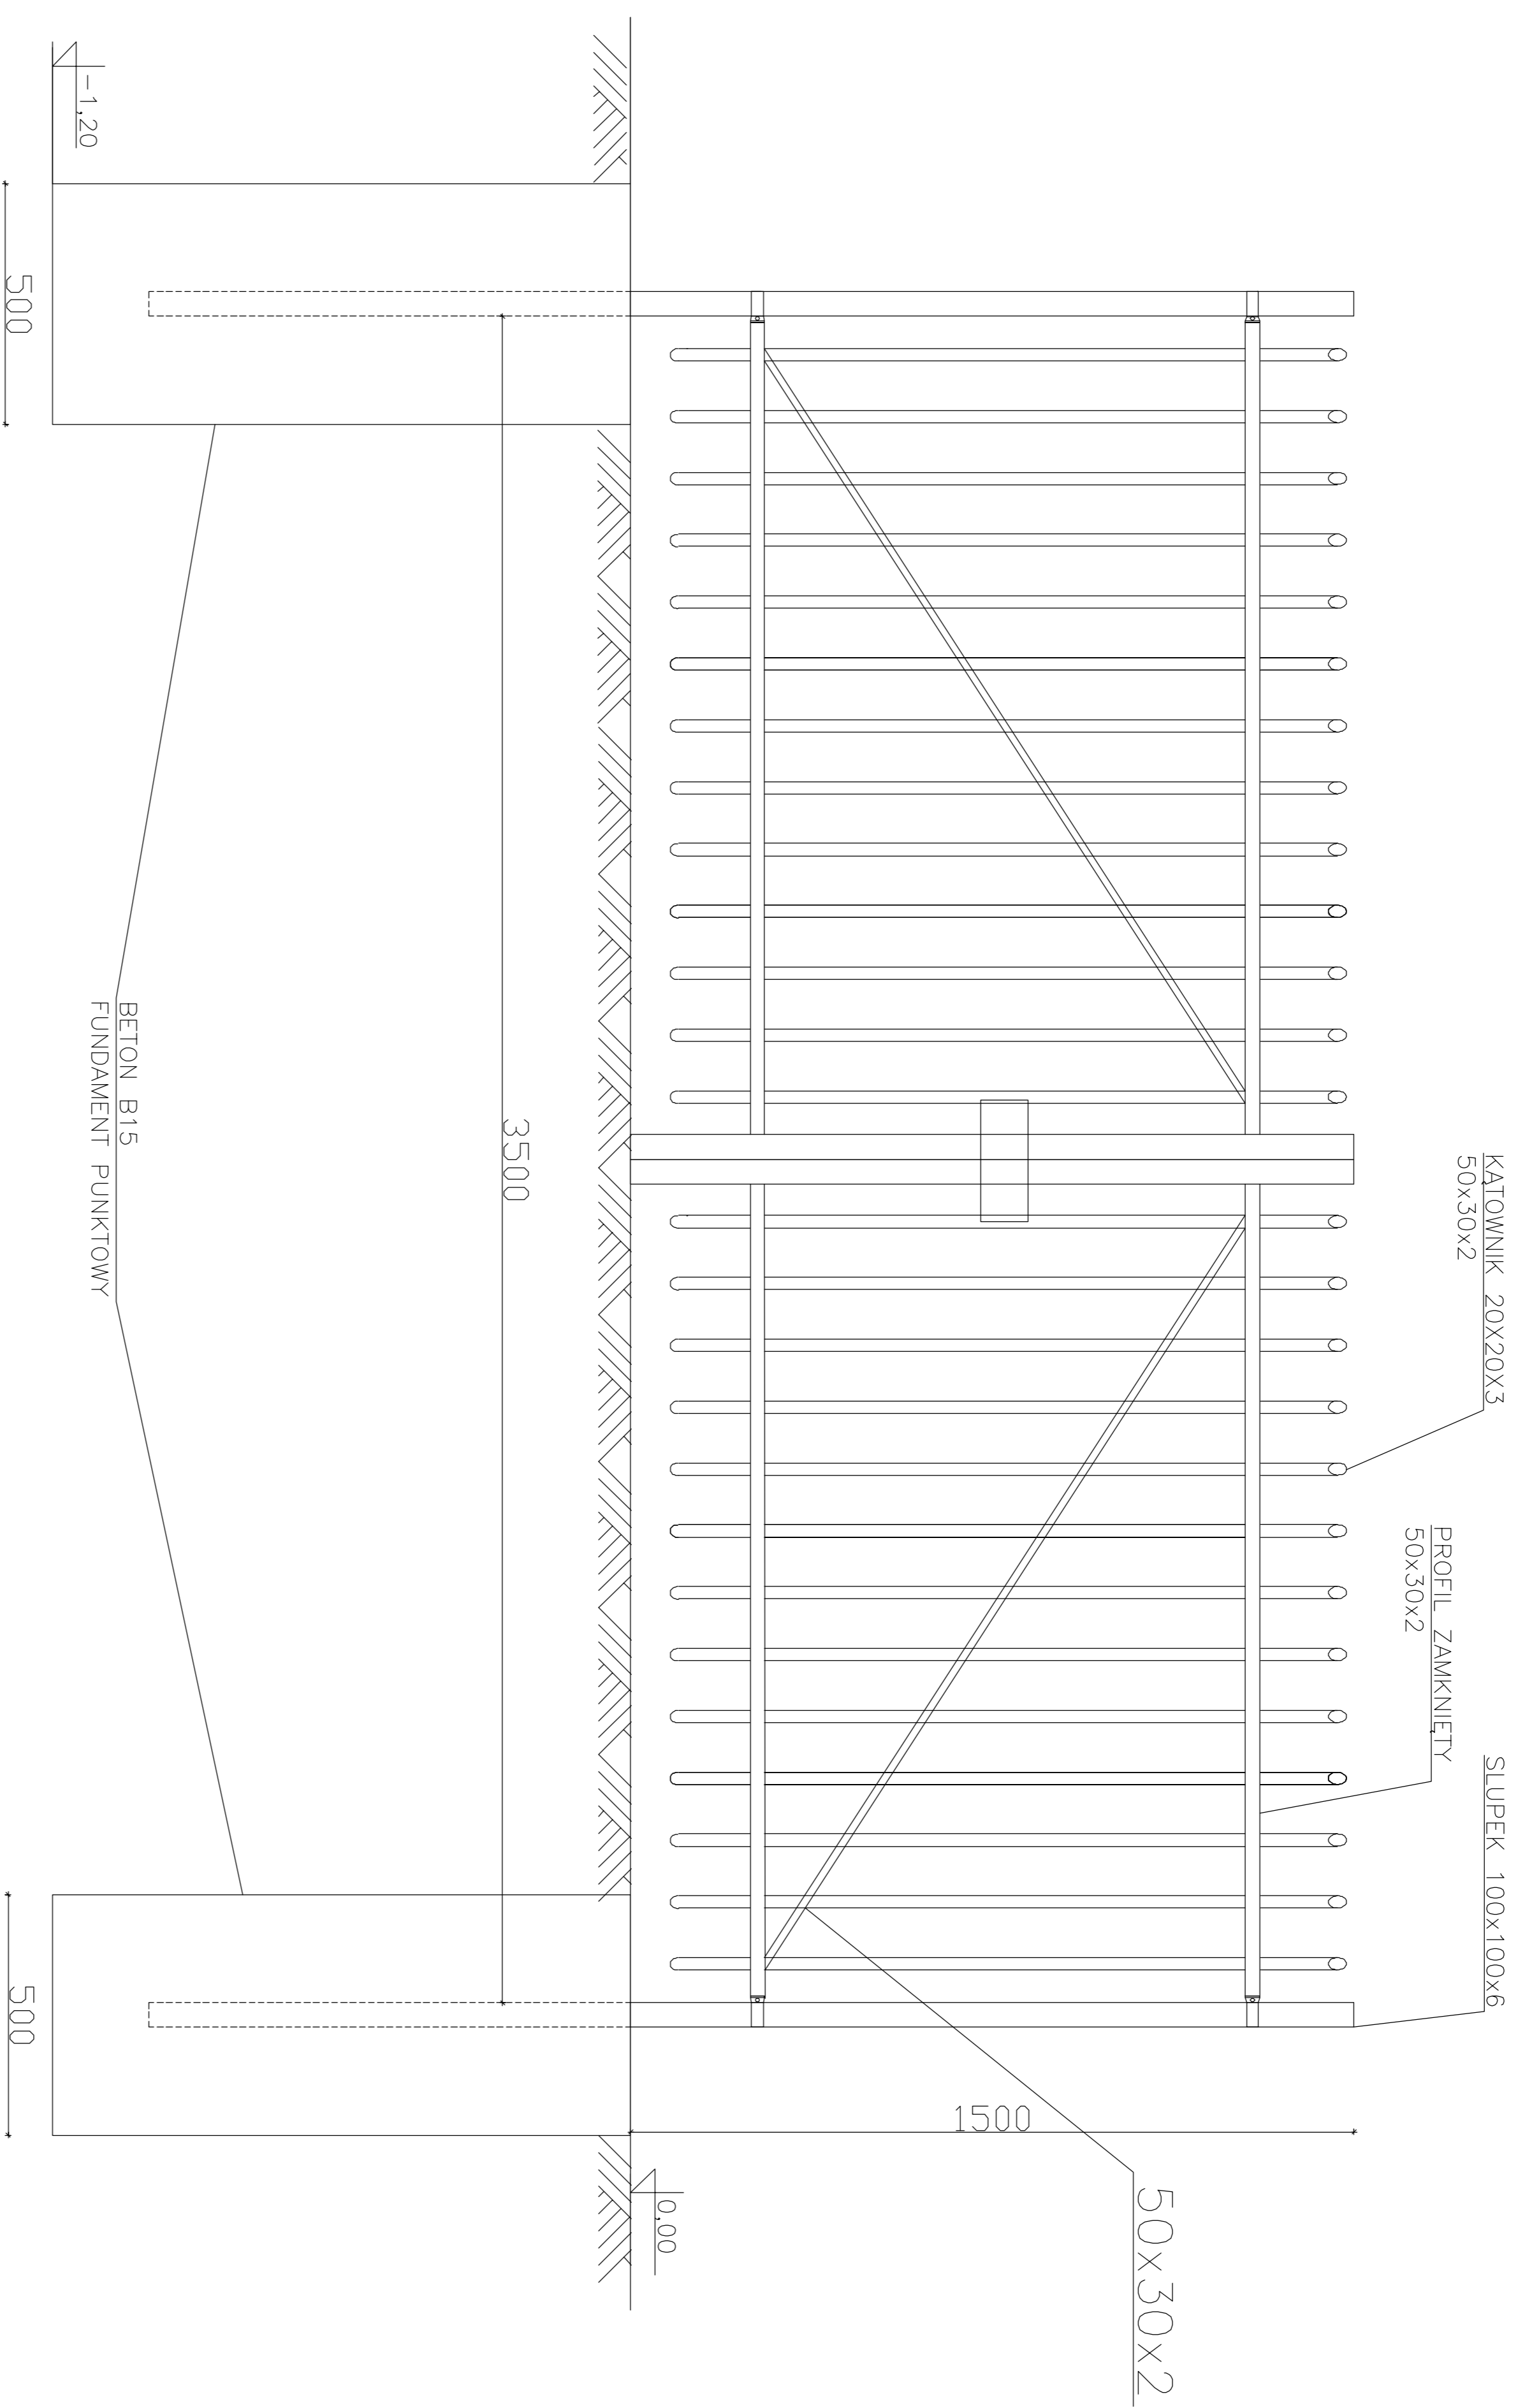 KĄTOWNIK 20X20X3
50x30x2
SLUPEK 100x100x6
PROFIL ZAMKNIĘTY
50x30x2
50x30x2
1500
0,00
3500
BETON B15
FUNDAMENT PUNKTOWY
-1,20
500
500